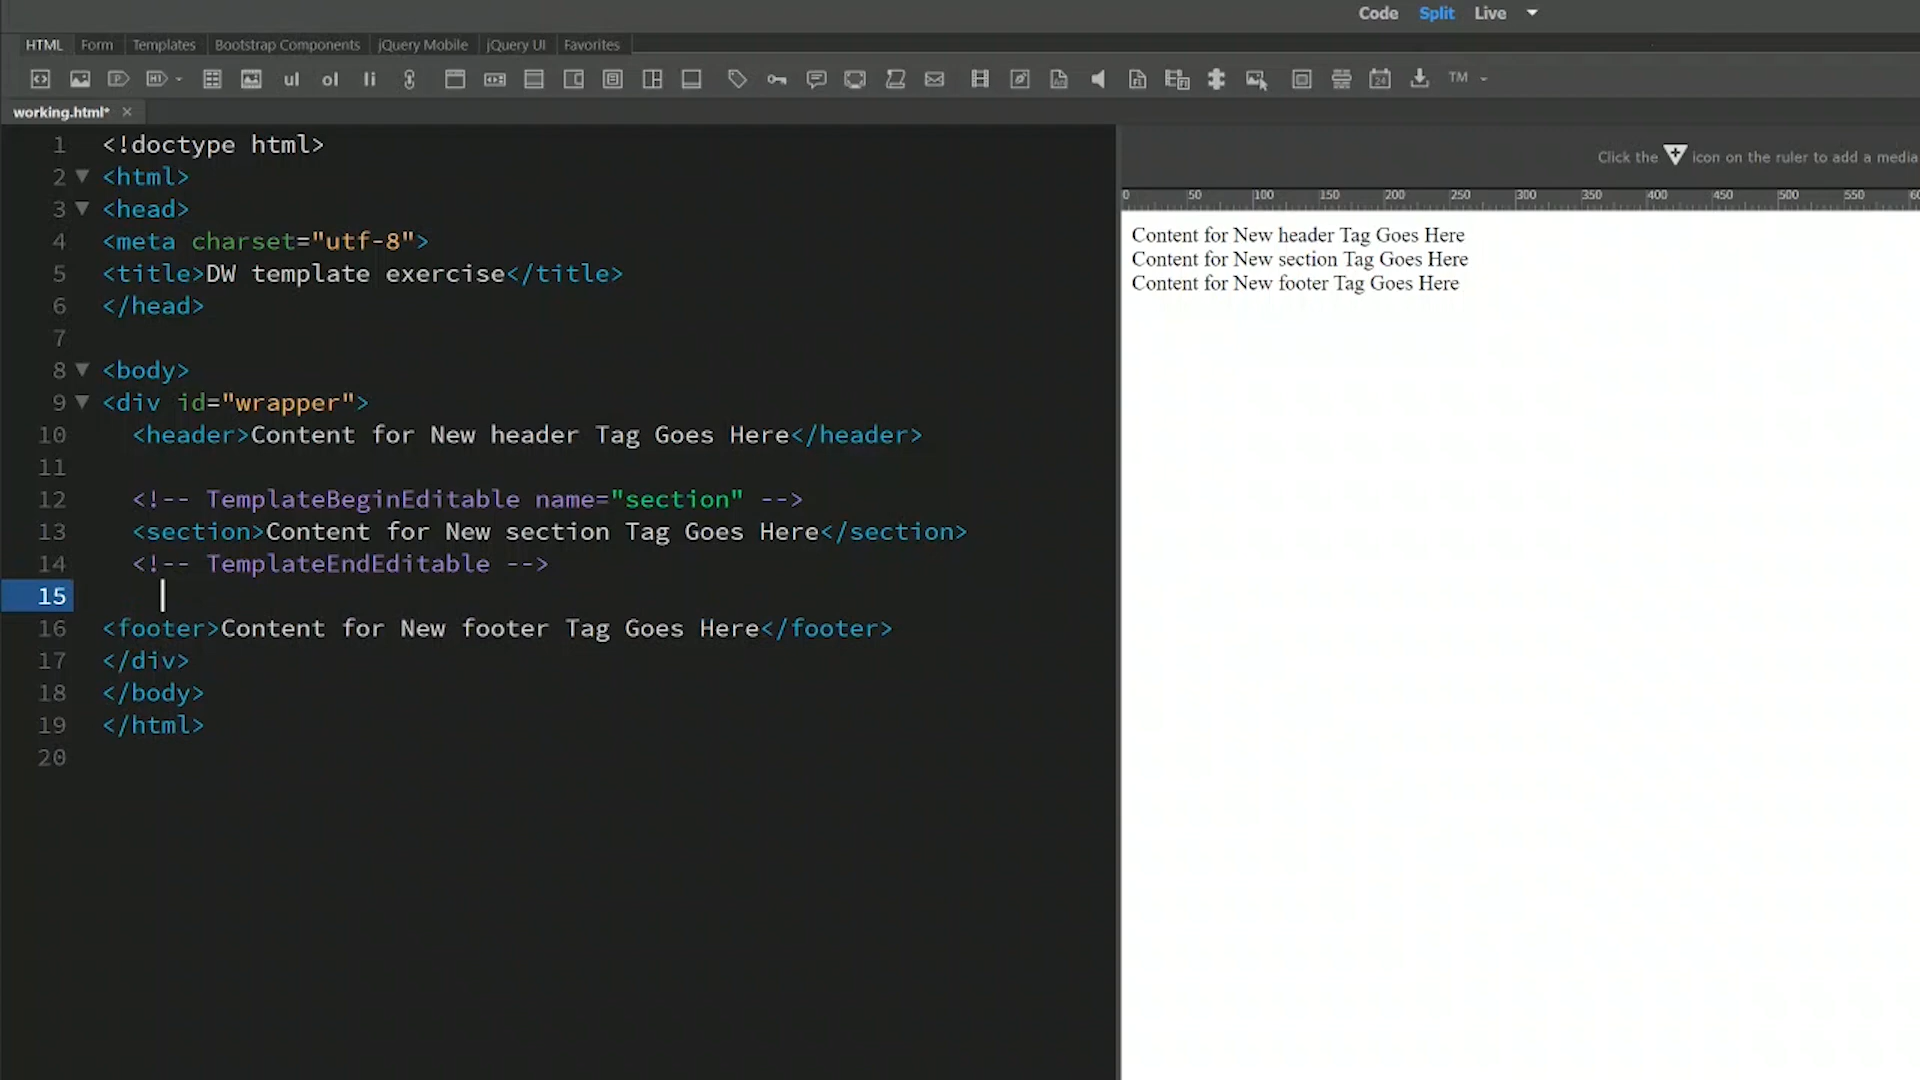 Code Split Live
HTML Form Templates Bootstrap Components jQuery Mobile jQuery UI Favorites
H1 ul ol li 24 TM
working.html* ×
Click the icon on the ruler to add a media
0 50 100 150 200 250 300 350 400 450 500 550 60
1 <!doctype html>
2 <html>
3 <head>
4 <meta charset="utf-8">
5 <title>DW template exercise</title>
6 </head>
7
8 <body>
9 <div id="wrapper">
10 <header>Content for New header Tag Goes Here</header>
11
12 <!-- TemplateBeginEditable name="section" -->
13 <section>Content for New section Tag Goes Here</section>
14 <!-- TemplateEndEditable -->
15
16 <footer>Content for New footer Tag Goes Here</footer>
17 </div>
18 </body>
19 </html>
20
Content for New header Tag Goes Here
Content for New section Tag Goes Here
Content for New footer Tag Goes Here